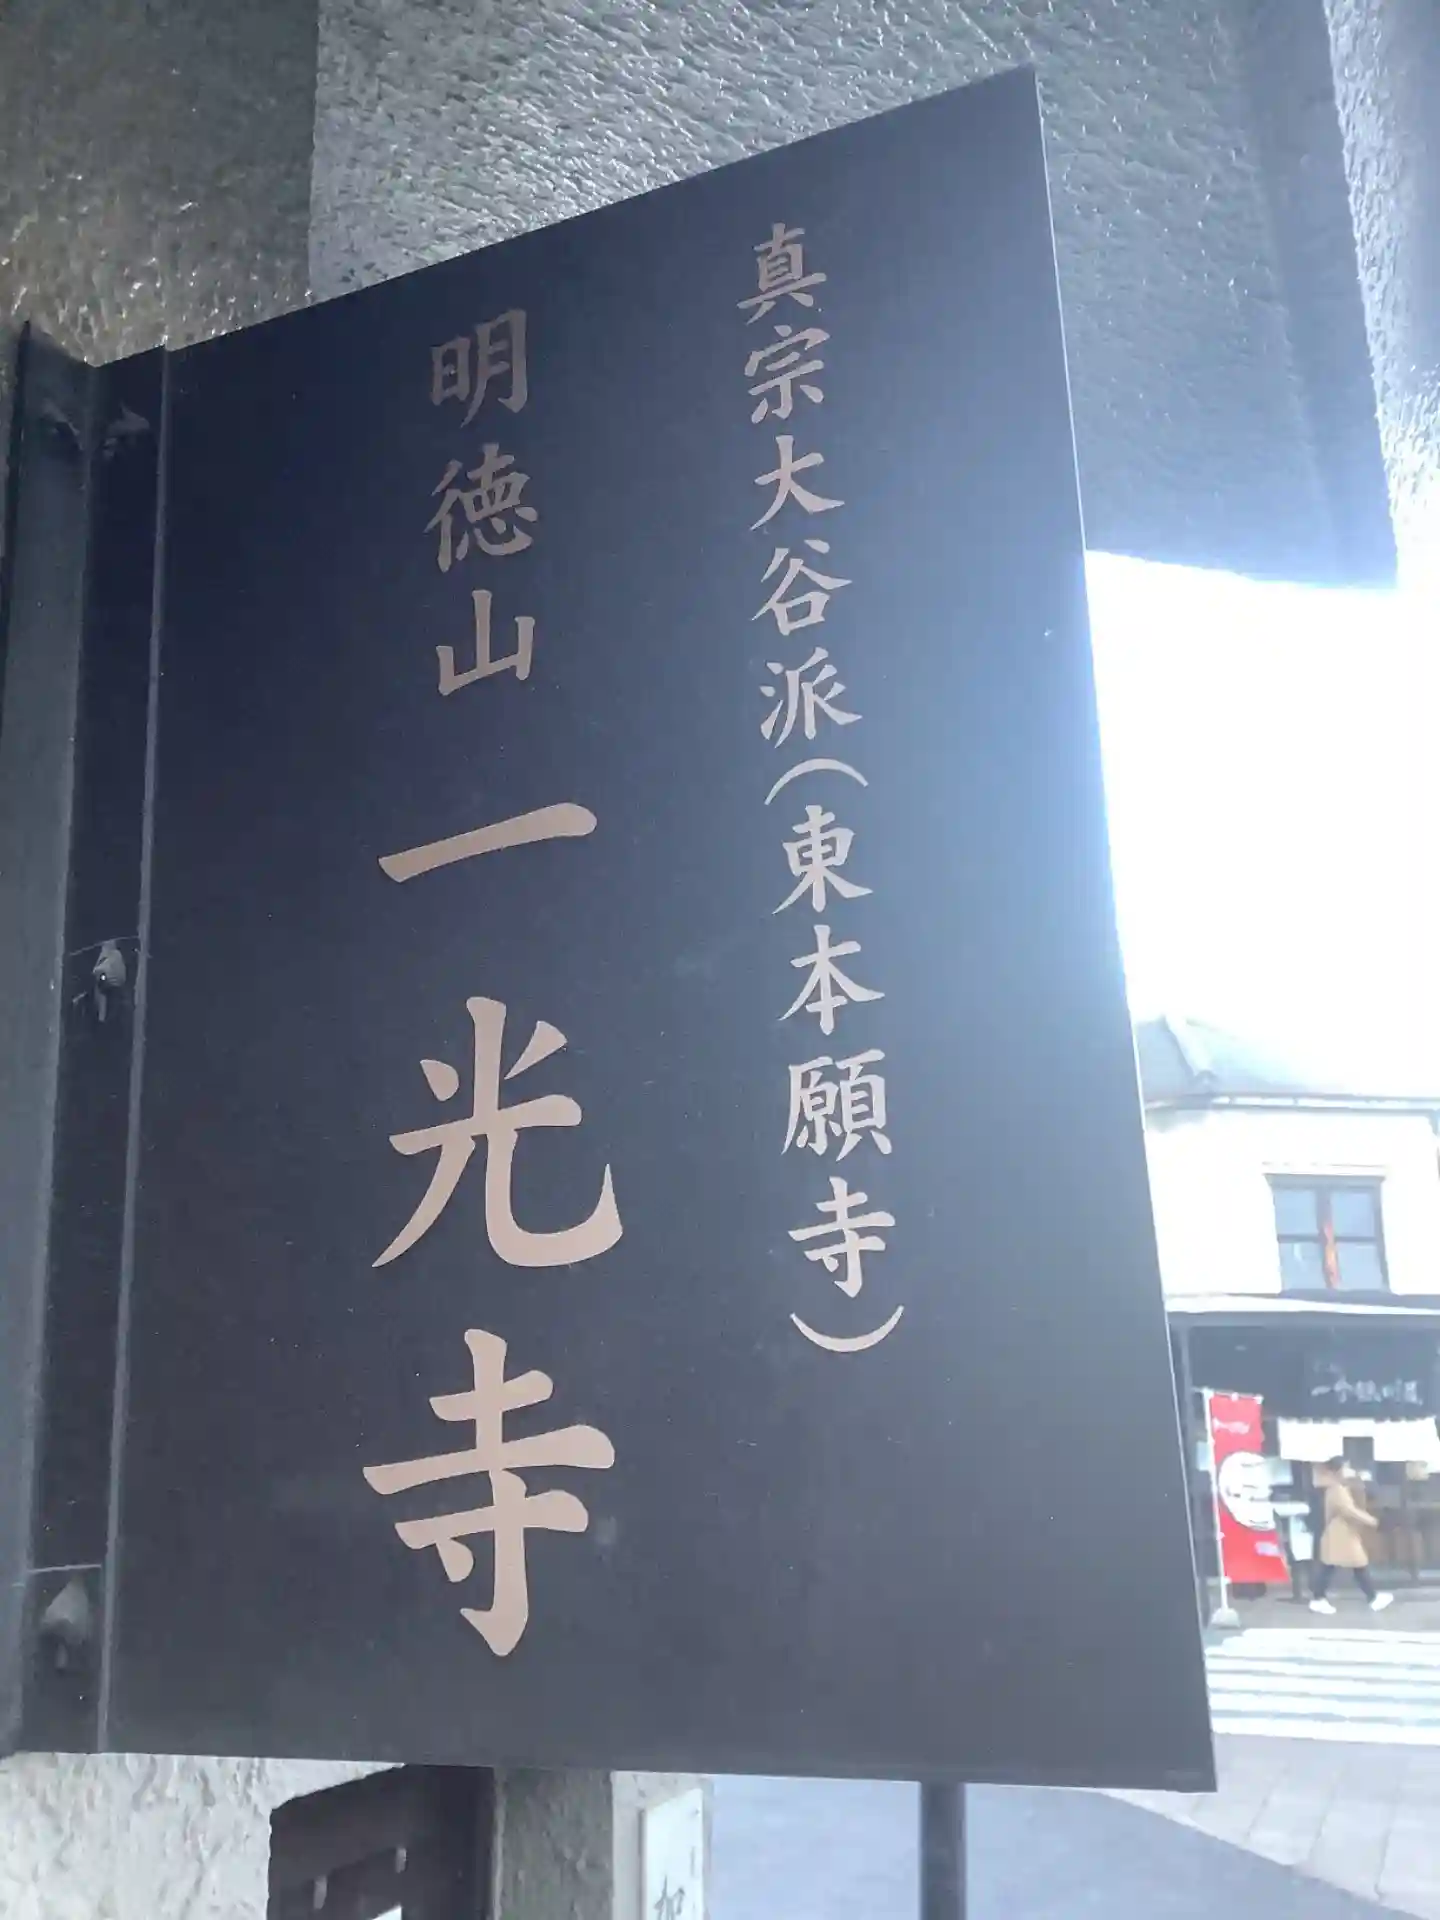 真宗大谷派(東本願寺)
明徳山 一光寺